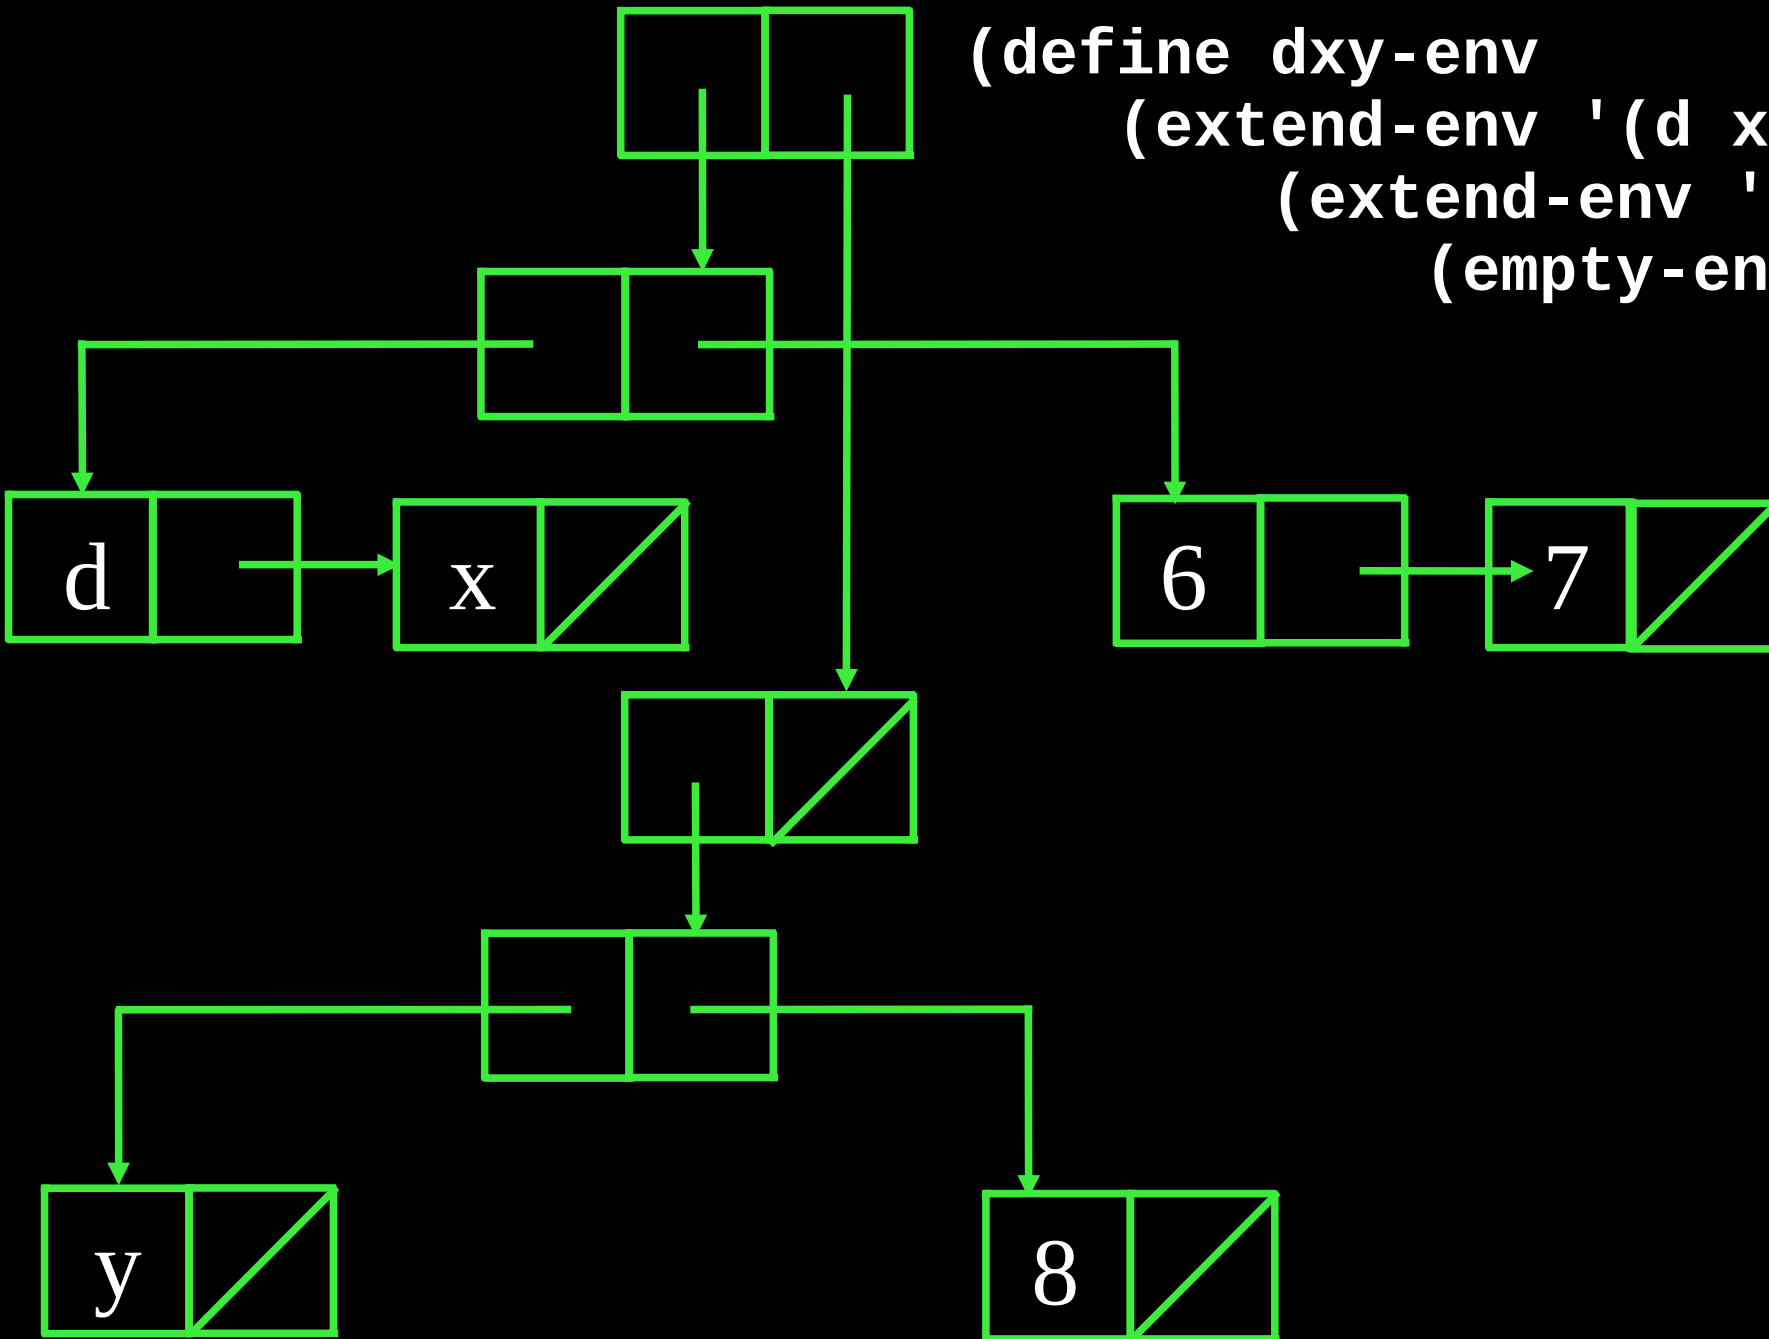 (define dxy-env
(extend-env '(d x
(extend-env '
(empty-en
d x 6 7
y 8